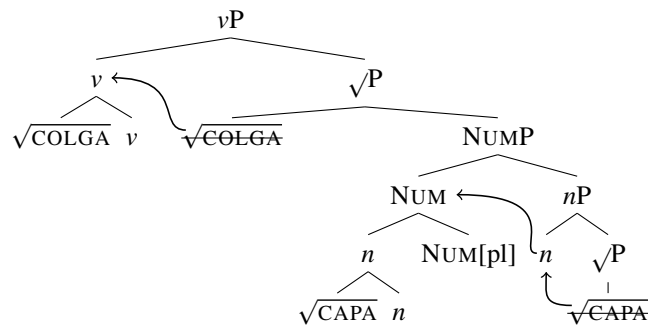 vP
v √P
√COLGA v √COLGA NUMP
NUM nP
n NUM[pl] n √P
√CAPA n √CAPA